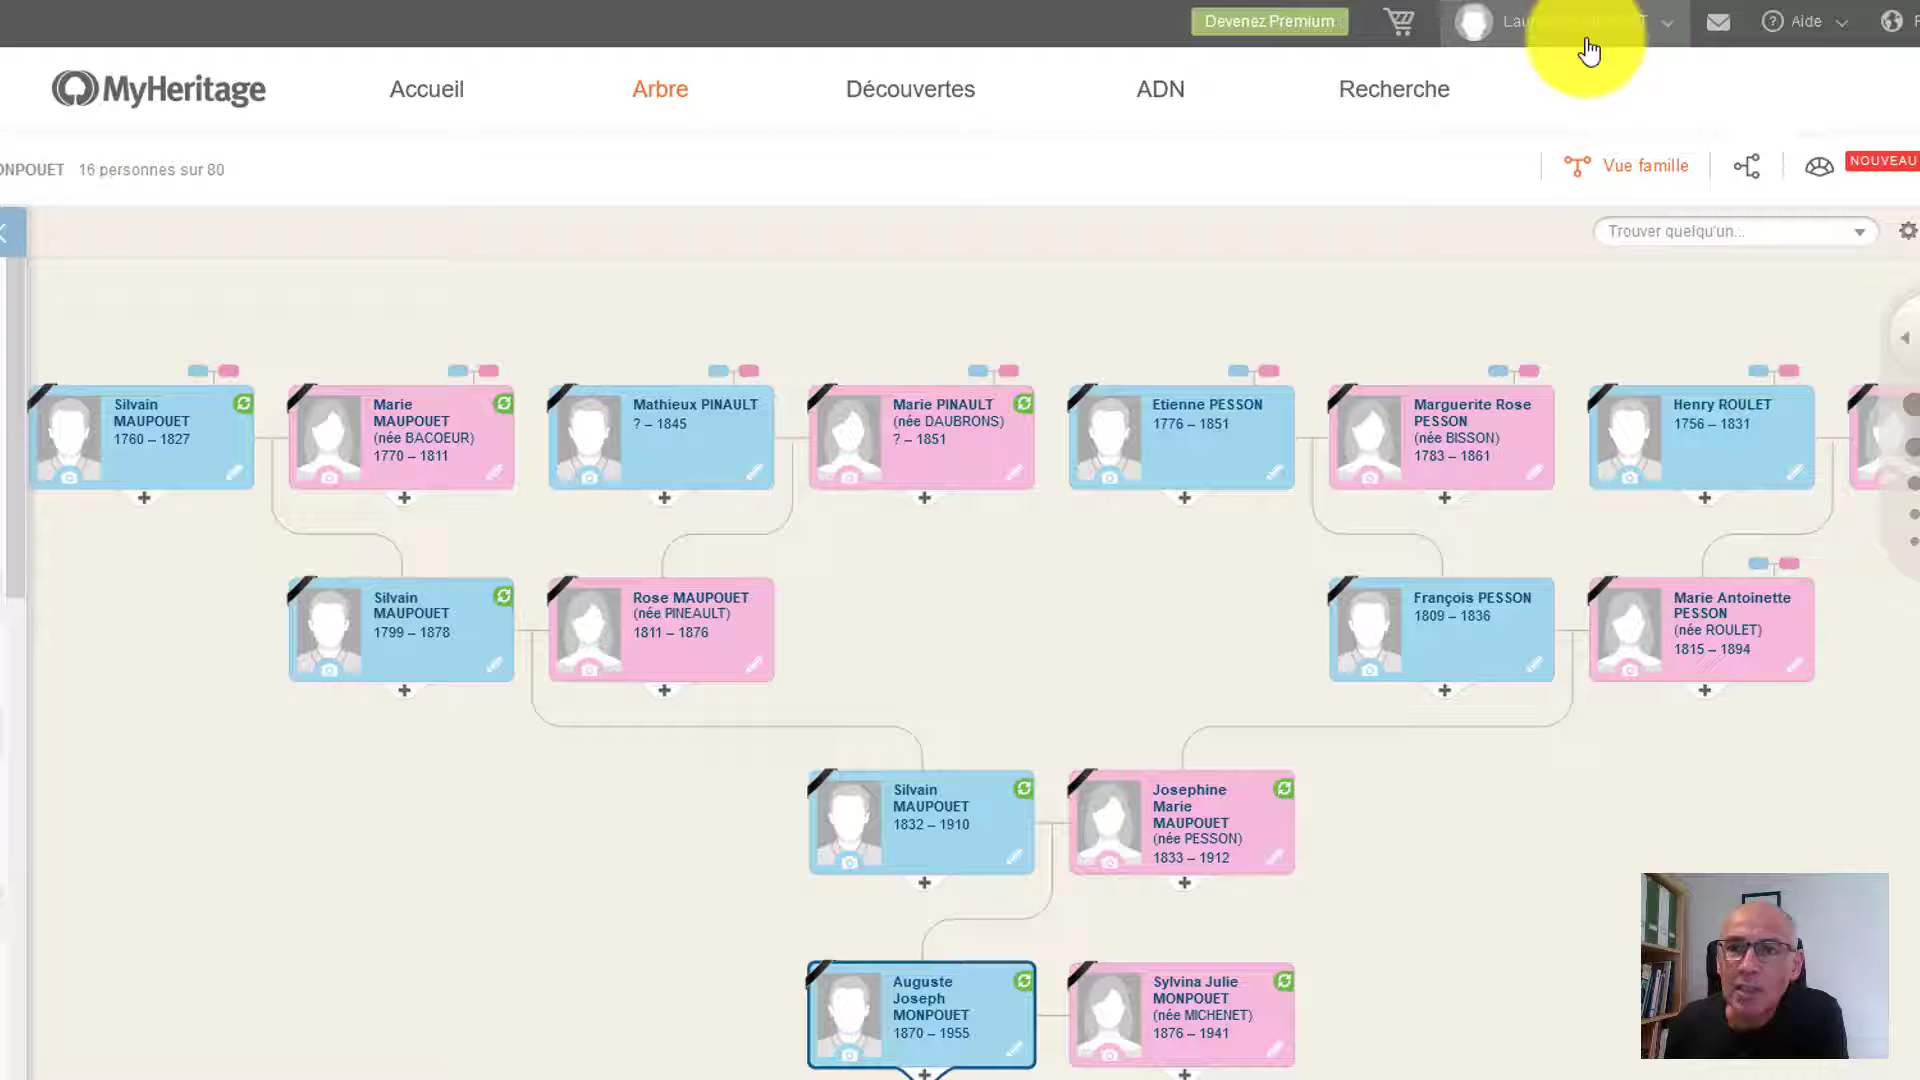 Devenez Premium
Aide
MyHeritage
Accueil
Arbre
Découvertes
ADN
Recherche
ONPOUET 16 personnes sur 80
Vue famille
NOUVEAU
Trouver quelqu'un...
Silvain
MAUPOUET
1760 – 1827
Marie
MAUPOUET
(née BACOEUR)
1770 – 1811
Mathieux PINAULT
? – 1845
Marie PINAULT
(née DAUBRONS)
? – 1851
Etienne PESSON
1776 – 1851
Marguerite Rose
PESSON
(née BISSON)
1783 – 1861
Henry ROULET
1756 – 1831
Silvain
MAUPOUET
1799 – 1878
Rose MAUPOUET
(née PINEAULT)
1811 – 1876
François PESSON
1809 – 1836
Marie Antoinette
PESSON
(née ROULET)
1815 – 1894
Silvain
MAUPOUET
1832 – 1910
Josephine
Marie
MAUPOUET
(née PESSON)
1833 – 1912
Auguste
Joseph
MONPOUET
1870 – 1955
Sylvina Julie
MONPOUET
(née MICHENET)
1876 – 1941